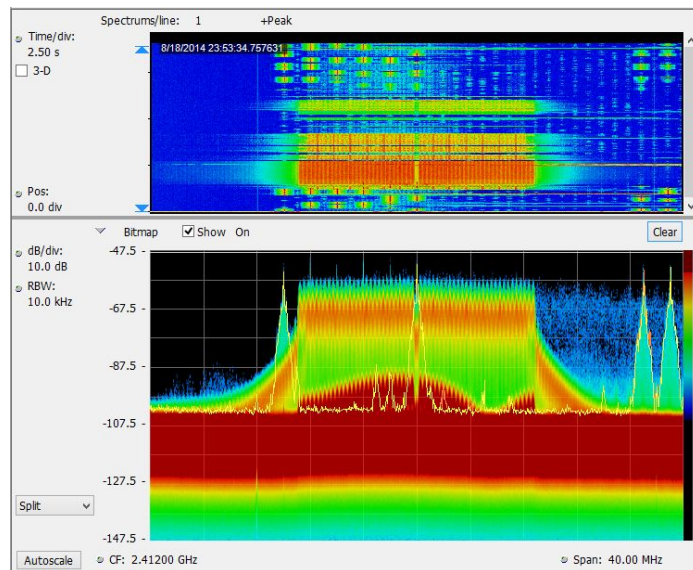 Spectrums/line: 1 +Peak
Time/div:
2.50 s
3-D
8/18/2014 23:53:34.757631
Pos:
0.0 div
Bitmap Show On Clear
dB/div:
10.0 dB
RBW:
10.0 kHz
-47.5
-67.5
-87.5
-107.5
-127.5
-147.5
Split
Autoscale CF: 2.41200 GHz Span: 40.00 MHz